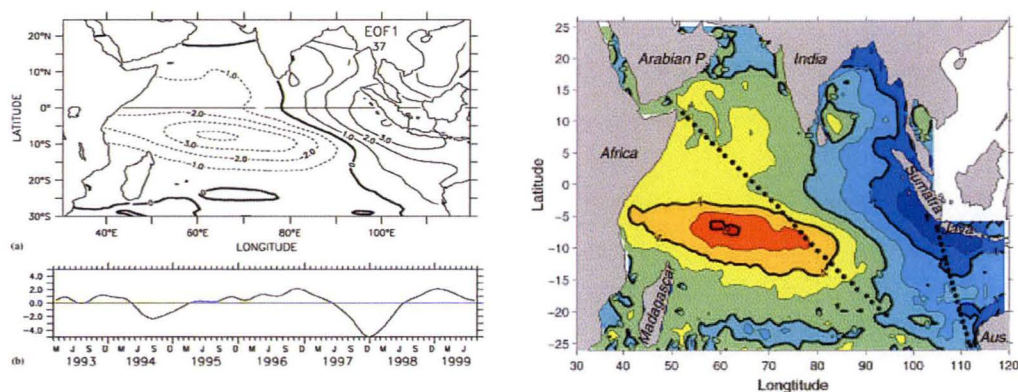 EOF1
37
20°N
10°N
0°
10°S
20°S
30°S
LATITUDE
1.0
2.0
3.0
2.0
2.0
1.0
0
1.0
2.0
3.0
0
40°E 60°E 80°E 100°E
LONGITUDE
(a)
4.0
2.0
0.0
-2.0
-4.0
M J S D M J S D M J S D M J S D M J S D M J S D M J S
1993 1994 1995 1996 1997 1998 1999
(b)
25
20
15
10
5
0
-5
-10
-15
-20
-25
Latitude
Arabian P.
India
Africa
Sumatra
Java
Madagascar
Aus.
30 40 50 60 70 80 90 100 110 120
Longtitude